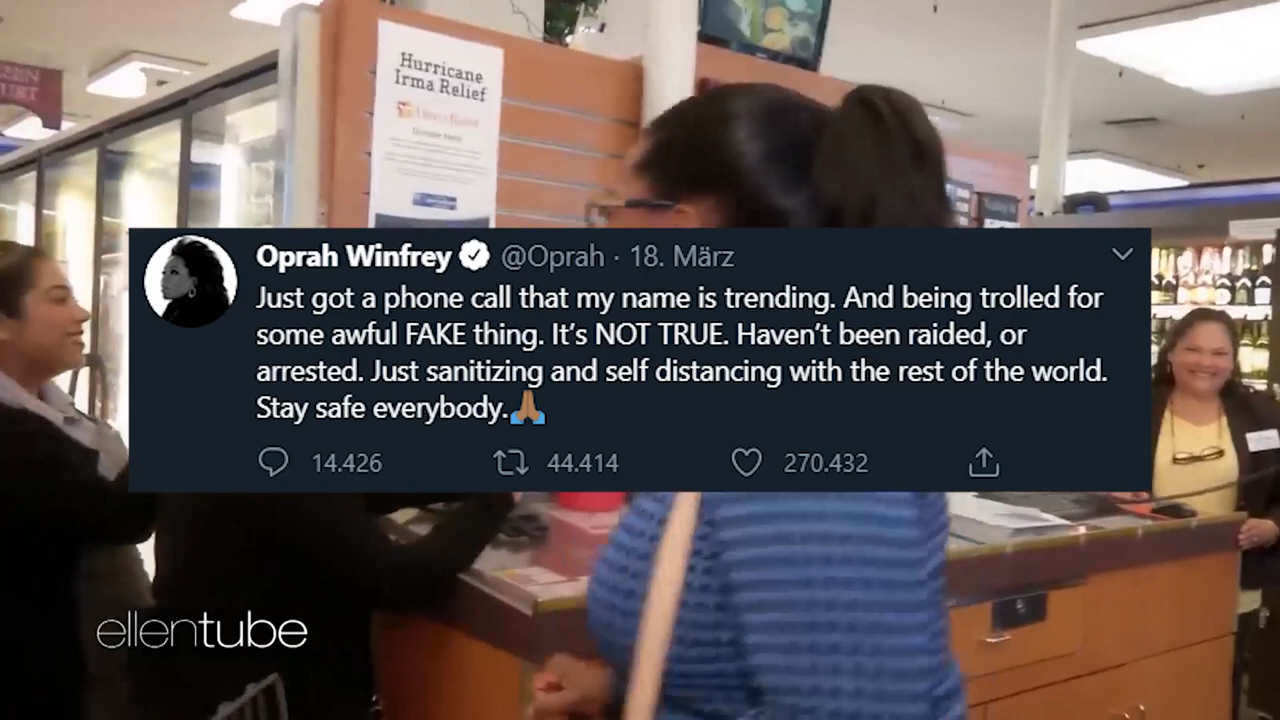 Hurricane
Irma Relief
Oprah Winfrey @Oprah · 18. März
Just got a phone call that my name is trending. And being trolled for
some awful FAKE thing. It’s NOT TRUE. Haven’t been raided, or
arrested. Just sanitizing and self distancing with the rest of the world.
Stay safe everybody.🙏🏽
14.426 44.414 270.432
ellentube